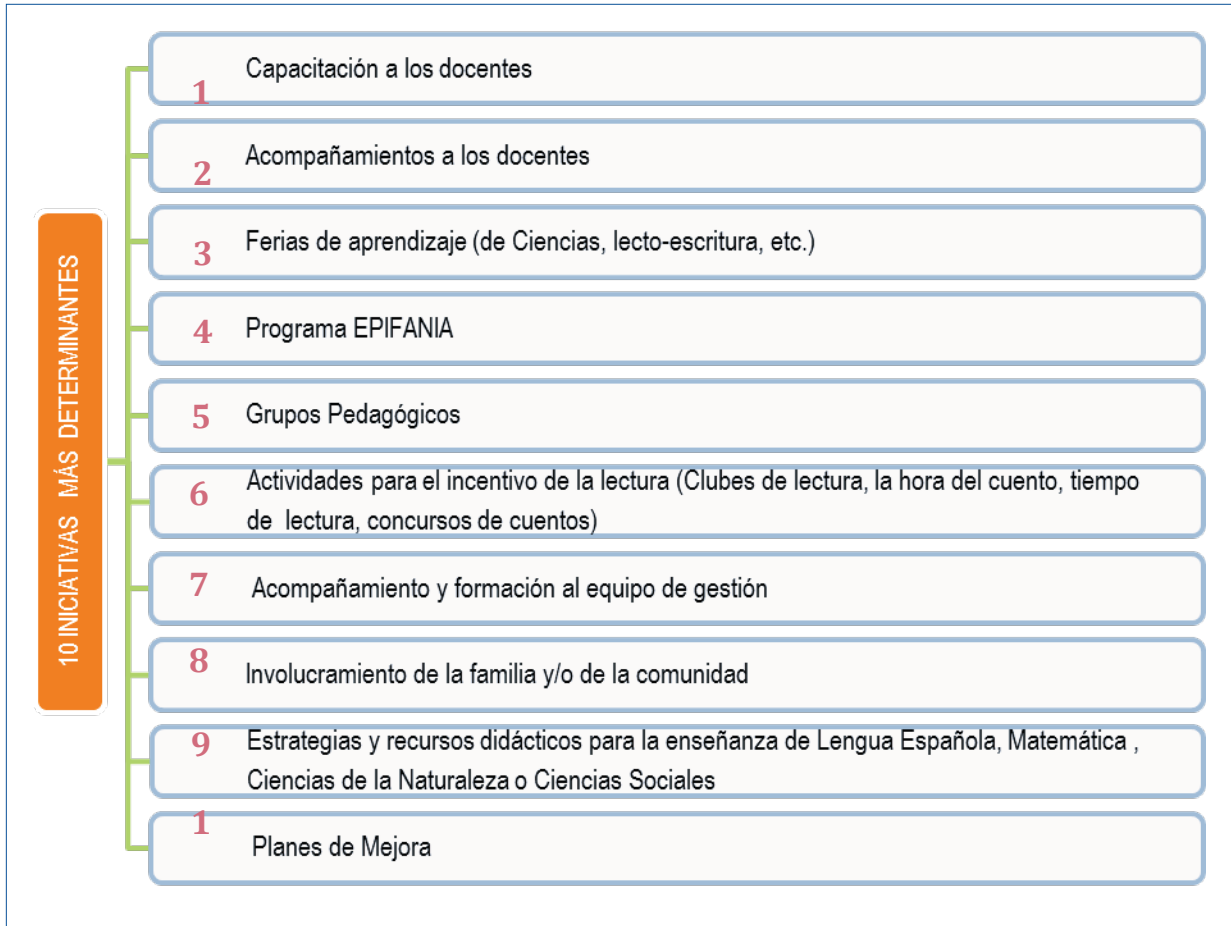 10 INICIATIVAS MÁS DETERMINANTES
1 Capacitación a los docentes
2 Acompañamientos a los docentes
3 Ferias de aprendizaje (de Ciencias, lecto-escritura, etc.)
4 Programa EPIFANIA
5 Grupos Pedagógicos
6 Actividades para el incentivo de la lectura (Clubes de lectura, la hora del cuento, tiempo
de lectura, concursos de cuentos)
7 Acompañamiento y formación al equipo de gestión
8 Involucramiento de la familia y/o de la comunidad
9 Estrategias y recursos didácticos para la enseñanza de Lengua Española, Matemática ,
Ciencias de la Naturaleza o Ciencias Sociales
1 Planes de Mejora